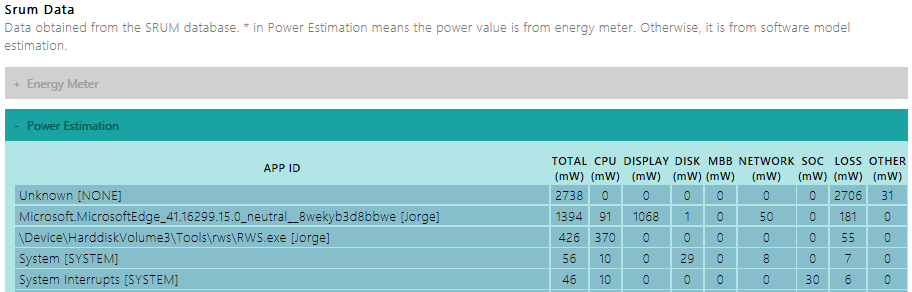 Srum Data
Data obtained from the SRUM database. * in Power Estimation means the power value is from energy meter. Otherwise, it is from software model
estimation.
+ Energy Meter
- Power Estimation
APP ID TOTAL (mW) CPU (mW) DISPLAY (mW) DISK (mW) MBB (mW) NETWORK (mW) SOC (mW) LOSS (mW) OTHER (mW)
Unknown [NONE] 2738 0 0 0 0 0 0 2706 31
Microsoft.MicrosoftEdge_41.16299.15.0_neutral__8wekyb3d8bbwe [Jorge] 1394 91 1068 1 0 50 0 181 0
\Device\HarddiskVolume3\Tools\rws\RWS.exe [Jorge] 426 370 0 0 0 0 0 55 0
System [SYSTEM] 56 10 0 29 0 8 0 7 0
System Interrupts [SYSTEM] 46 10 0 0 0 0 30 6 0